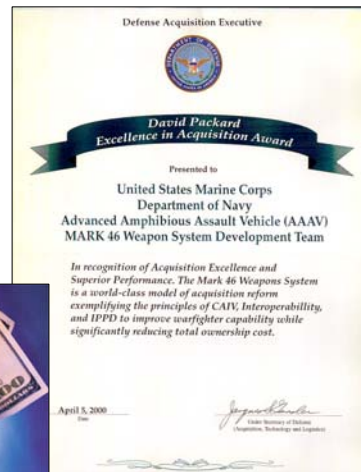 Defense Acquisition Executive
DEPARTMENT OF DEFENSE
David Packard
Excellence in Acquisition Award
Presented to
United States Marine Corps
Department of Navy
Advanced Amphibious Assault Vehicle (AAAV)
MARK 46 Weapon System Development Team
In recognition of Acquisition Excellence and
Superior Performance. The Mark 46 Weapons System
is a world-class model of acquisition reform
exemplifying the principles of CAIV, Interoperabillity,
and IPPD to improve warfighter capability while
significantly reducing total ownership cost.
April 5, 2000
Date
Under Secretary of Defense
(Acquisition, Technology and Logistics)